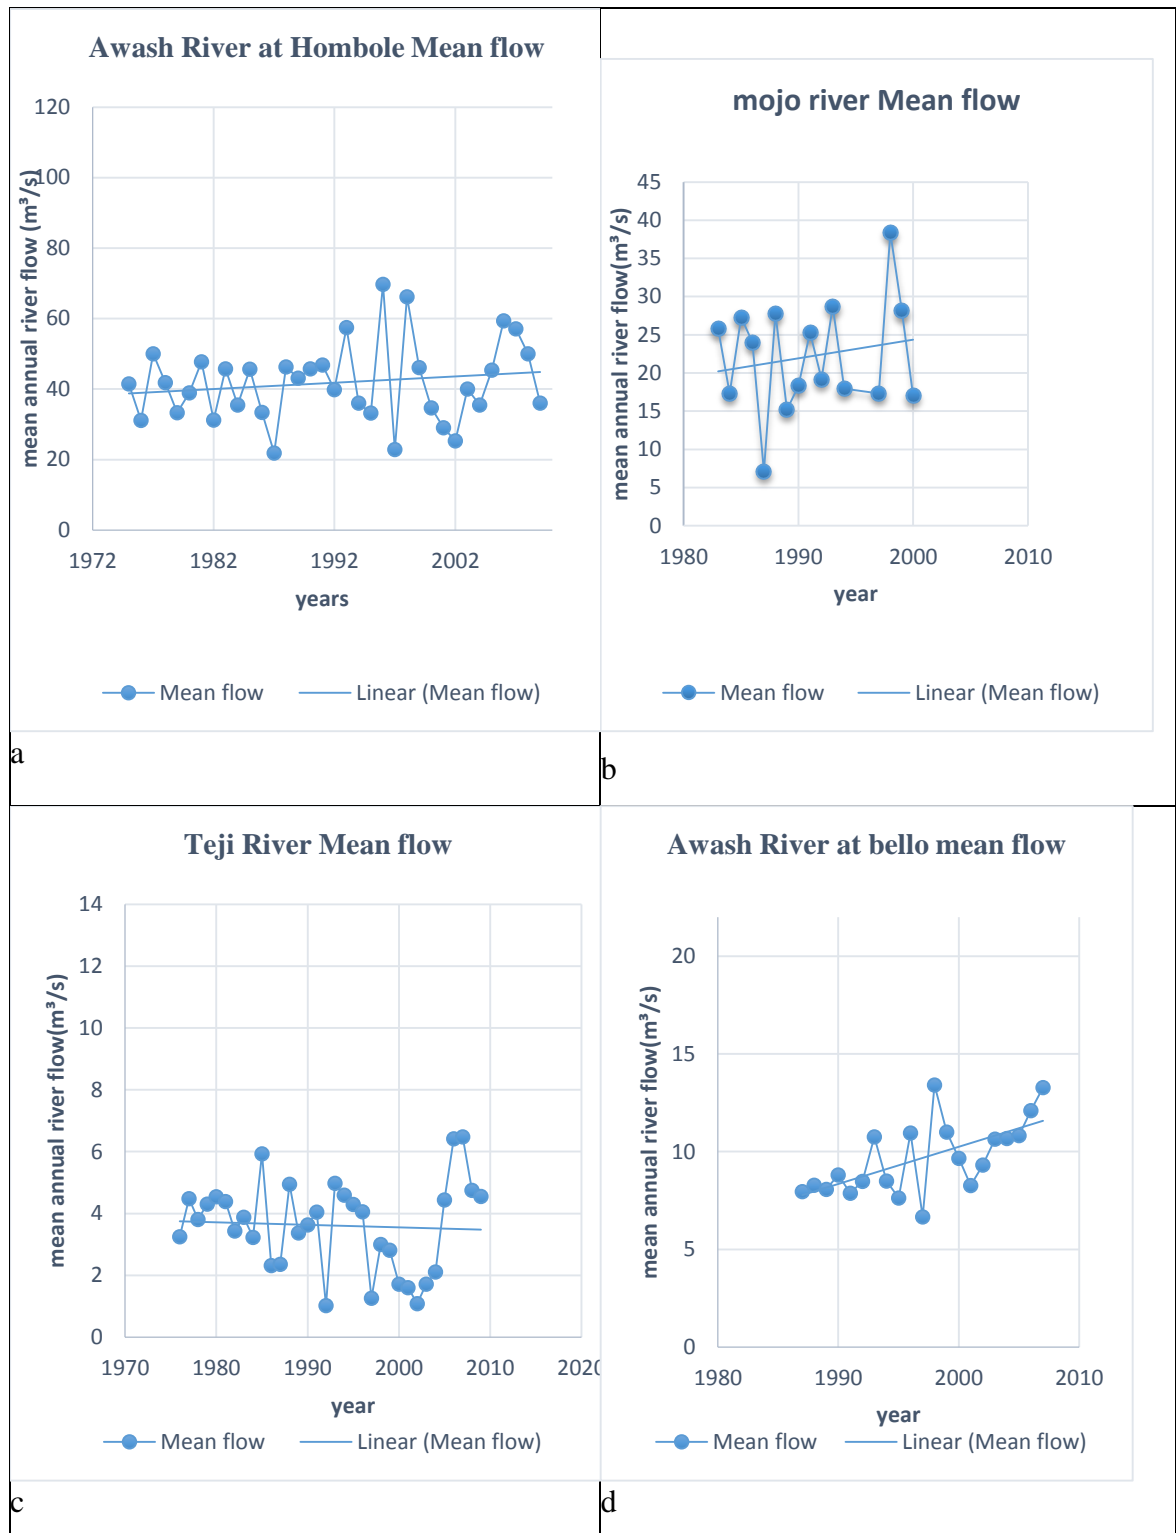 Awash River at Hombole Mean flow
120
100
80
60
40
20
0
mean annual river flow (m³/s)
1972 1982 1992 2002
years
Mean flow Linear (Mean flow)
a
mojo river Mean flow
45
40
35
30
25
20
15
10
5
0
mean annual river flow(m³/s)
1980 1990 2000 2010
year
Mean flow Linear (Mean flow)
b
Teji River Mean flow
14
12
10
8
6
4
2
0
mean annual river flow(m³/s)
1970 1980 1990 2000 2010 2020
year
Mean flow Linear (Mean flow)
c
Awash River at bello mean flow
20
15
10
5
0
mean annual river flow(m³/s)
1980 1990 2000 2010
year
Mean flow Linear (Mean flow)
d